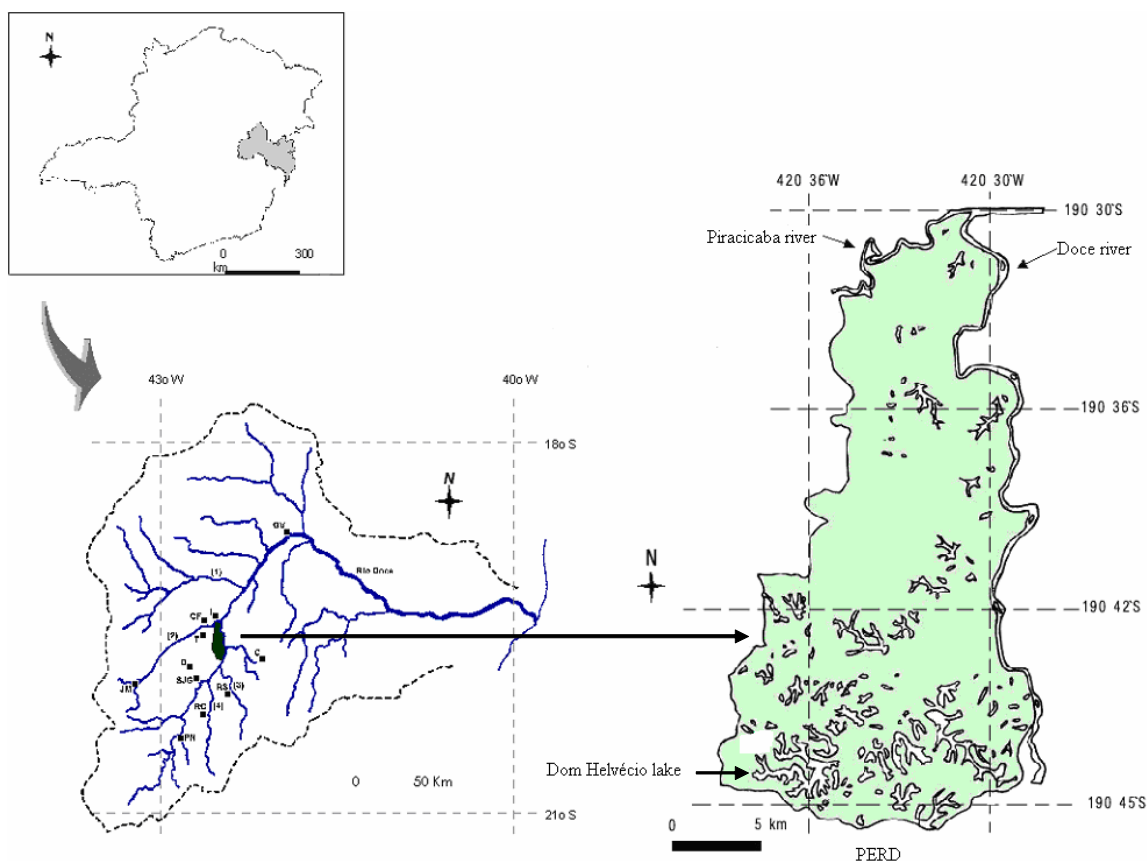 N
0 300
km
420 36'W 420 30'W
190 30'S
Piracicaba river
Doce river
43o W 40o W
190 36'S
18o S
N
GV
Rio Doce
(1)
N
CF I
190 42'S
(2) T
D C
JM SJG RS (3)
RC (4)
PN
Dom Helvécio lake
0 50 Km
190 45'S
21o S
0 5 km
PERD